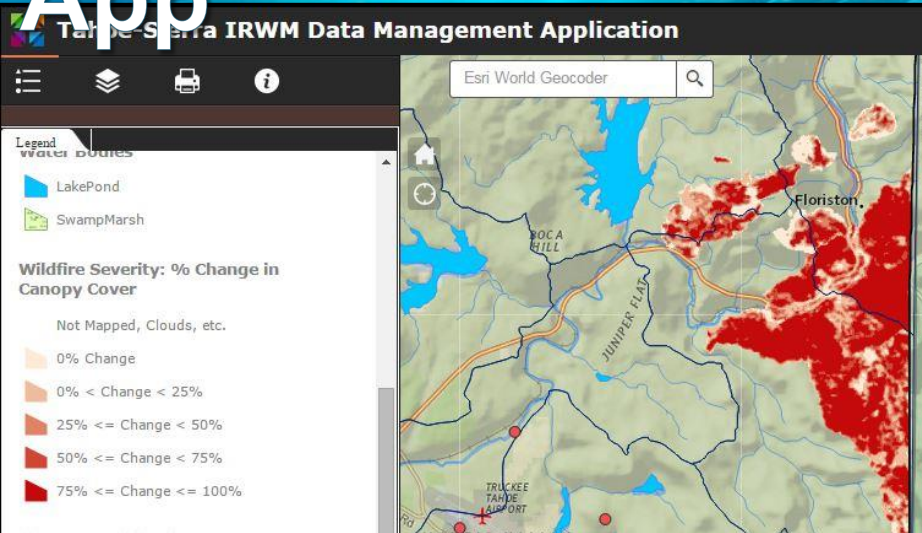 App
Tahoe-Sierra IRWM Data Management Application
Esri World Geocoder
Legend
Water Bodies
LakePond
SwampMarsh
Wildfire Severity: % Change in
Canopy Cover
Not Mapped, Clouds, etc.
0% Change
0% < Change < 25%
25% <= Change < 50%
50% <= Change < 75%
75% <= Change <= 100%
Floriston
BOCA
HILL
JUNIPER FLAT
TRUCKEE
TAHOE
AIRPORT
Rd